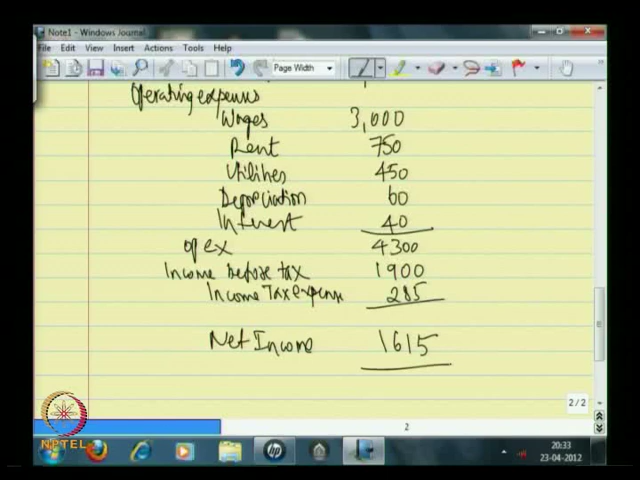 Note1 - Windows Journal
File Edit View Insert Actions Tools Help
Page Width
Operating expenses
Wages 3,000
Rent 750
Utilities 450
Depreciation 60
Interest 40
op ex 4300
Income before tax 1900
Income Tax expense 285
Net Income 1615
2/2
2
NPTEL
20:33
23-04-2012